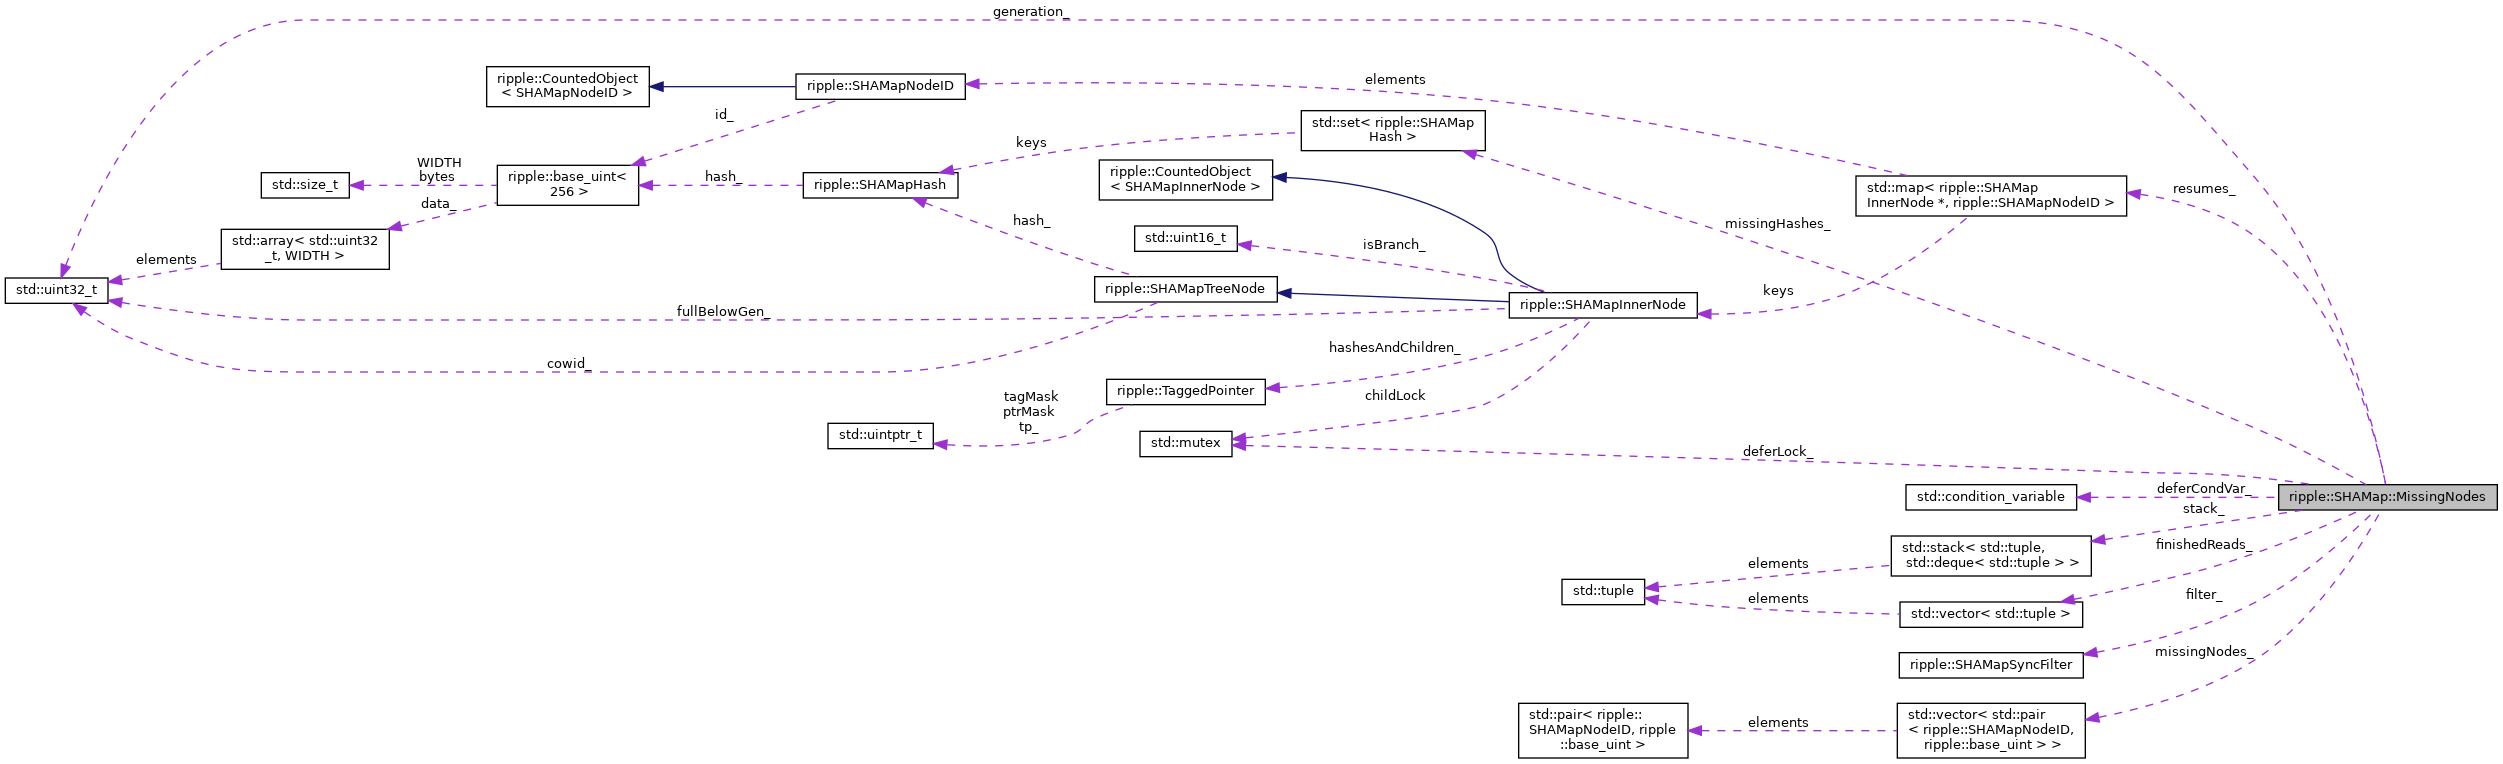 generation_
ripple::CountedObject
< SHAMapNodeID >
ripple::SHAMapNodeID
elements
id_
std::set< ripple::SHAMap
Hash >
keys
WIDTH
bytes
hash_
std::size_t
ripple::base_uint<
256 >
ripple::SHAMapHash
ripple::CountedObject
< SHAMapInnerNode >
std::map< ripple::SHAMap
InnerNode *, ripple::SHAMapNodeID >
resumes_
data_
hash_
missingHashes_
std::array< std::uint32
_t, WIDTH >
std::uint16_t
isBranch_
elements
std::uint32_t
ripple::SHAMapTreeNode
ripple::SHAMapInnerNode
keys
fullBelowGen_
cowid_
hashesAndChildren_
ripple::TaggedPointer
childLock
tagMask
ptrMask
tp_
std::uintptr_t
std::mutex
deferLock_
std::condition_variable
deferCondVar_
ripple::SHAMap::MissingNodes
stack_
std::stack< std::tuple,
std::deque< std::tuple > >
finishedReads_
elements
std::tuple
elements
std::vector< std::tuple >
filter_
ripple::SHAMapSyncFilter
missingNodes_
std::pair< ripple::
SHAMapNodeID, ripple
::base_uint >
elements
std::vector< std::pair
< ripple::SHAMapNodeID,
ripple::base_uint > >